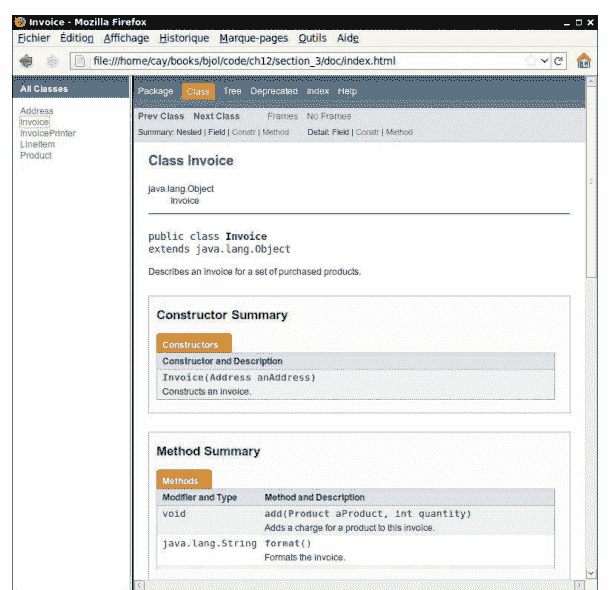 Invoice - Mozilla Firefox
Fichier Édition Affichage Historique Marque-pages Outils Aide
file:///home/cay/books/bjol/code/ch12/section_3/doc/index.html
All Classes
Address
Invoice
InvoicePrinter
LineItem
Product
Package Class Tree Deprecated Index Help
Prev Class Next Class Frames No Frames
Summary: Nested | Field | Constr | Method Detail: Field | Constr | Method
Class Invoice
java.lang.Object
Invoice
public class Invoice
extends java.lang.Object
Describes an invoice for a set of purchased products.
Constructor Summary
Constructors
Constructor and Description
Invoice(Address anAddress)
Constructs an invoice.
Method Summary
Methods
Modifier and Type Method and Description
void add(Product aProduct, int quantity)
Adds a charge for a product to this invoice.
java.lang.String format()
Formats the invoice.